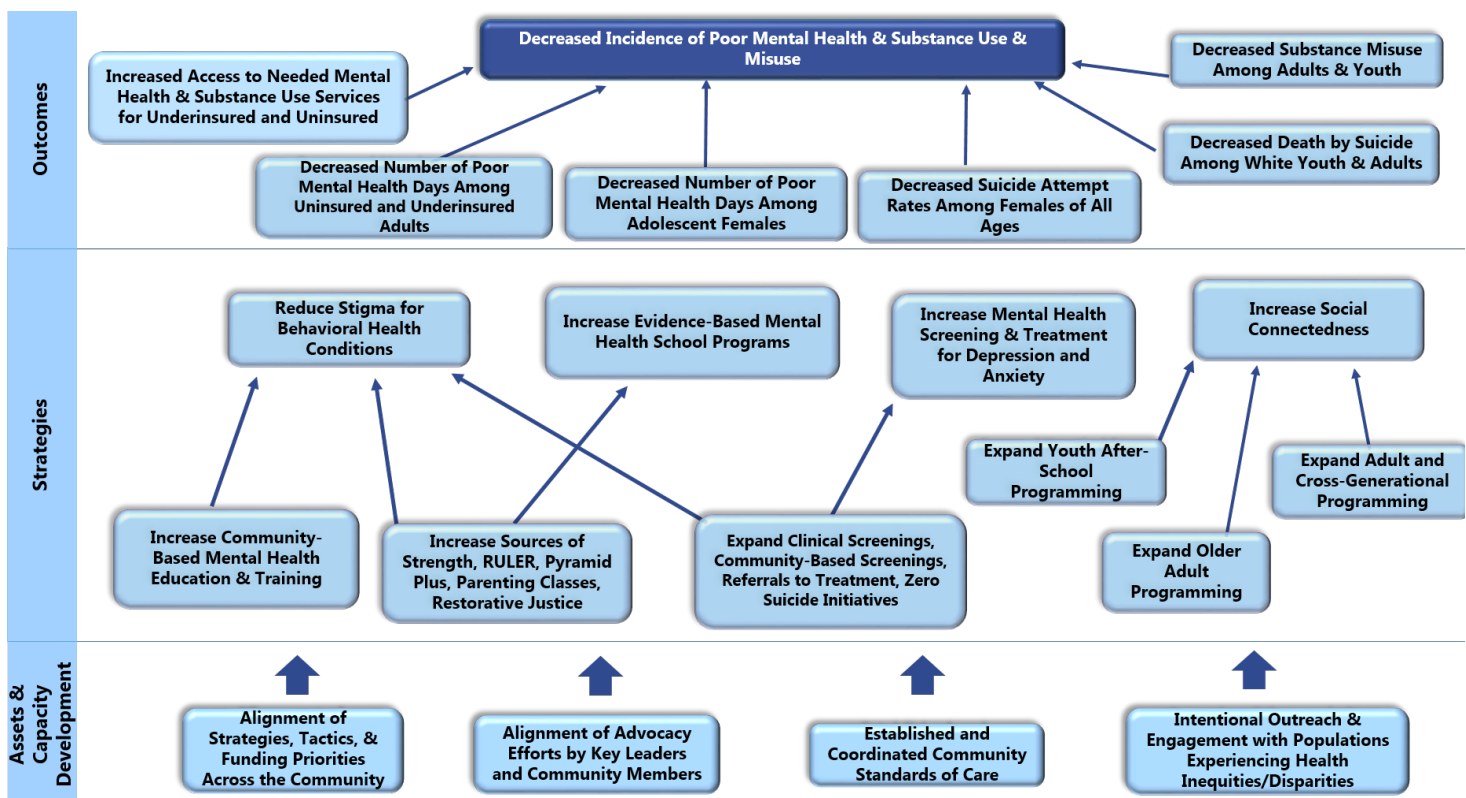 Outcomes
Decreased Incidence of Poor Mental Health & Substance Use &
Misuse
Increased Access to Needed Mental
Health & Substance Use Services
for Underinsured and Uninsured
Decreased Substance Misuse
Among Adults & Youth
Decreased Number of Poor
Mental Health Days Among
Uninsured and Underinsured
Adults
Decreased Number of Poor
Mental Health Days Among
Adolescent Females
Decreased Suicide Attempt
Rates Among Females of All
Ages
Decreased Death by Suicide
Among White Youth & Adults
Strategies
Reduce Stigma for
Behavioral Health
Conditions
Increase Evidence-Based Mental
Health School Programs
Increase Mental Health
Screening & Treatment
for Depression and
Anxiety
Increase Social
Connectedness
Expand Youth After-
School
Programming
Expand Adult and
Cross-Generational
Programming
Increase Community-
Based Mental Health
Education & Training
Increase Sources of
Strength, RULER, Pyramid
Plus, Parenting Classes,
Restorative Justice
Expand Clinical Screenings,
Community-Based Screenings,
Referrals to Treatment, Zero
Suicide Initiatives
Expand Older
Adult
Programming
Assets &
Capacity
Development
Alignment of
Strategies, Tactics, &
Funding Priorities
Across the Community
Alignment of Advocacy
Efforts by Key Leaders
and Community Members
Established and
Coordinated Community
Standards of Care
Intentional Outreach &
Engagement with Populations
Experiencing Health
Inequities/Disparities